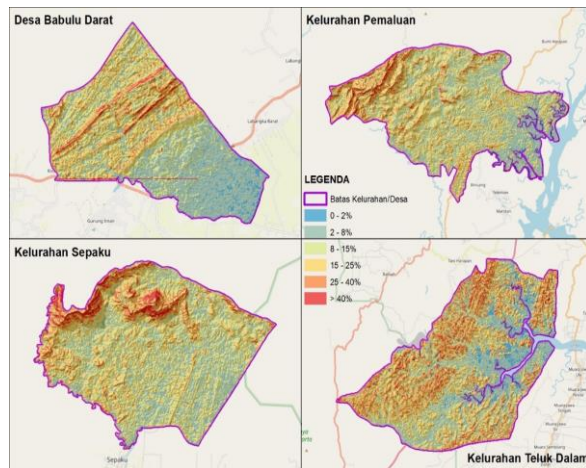 Desa Babulu Darat
Kelurahan Pemaluan
LEGENDA
Batas Kelurahan/Desa
0 - 2%
2 - 8%
8 - 15%
15 - 25%
25 - 40%
> 40%
Kelurahan Sepaku
Sepaku
Kelurahan Teluk Dalam